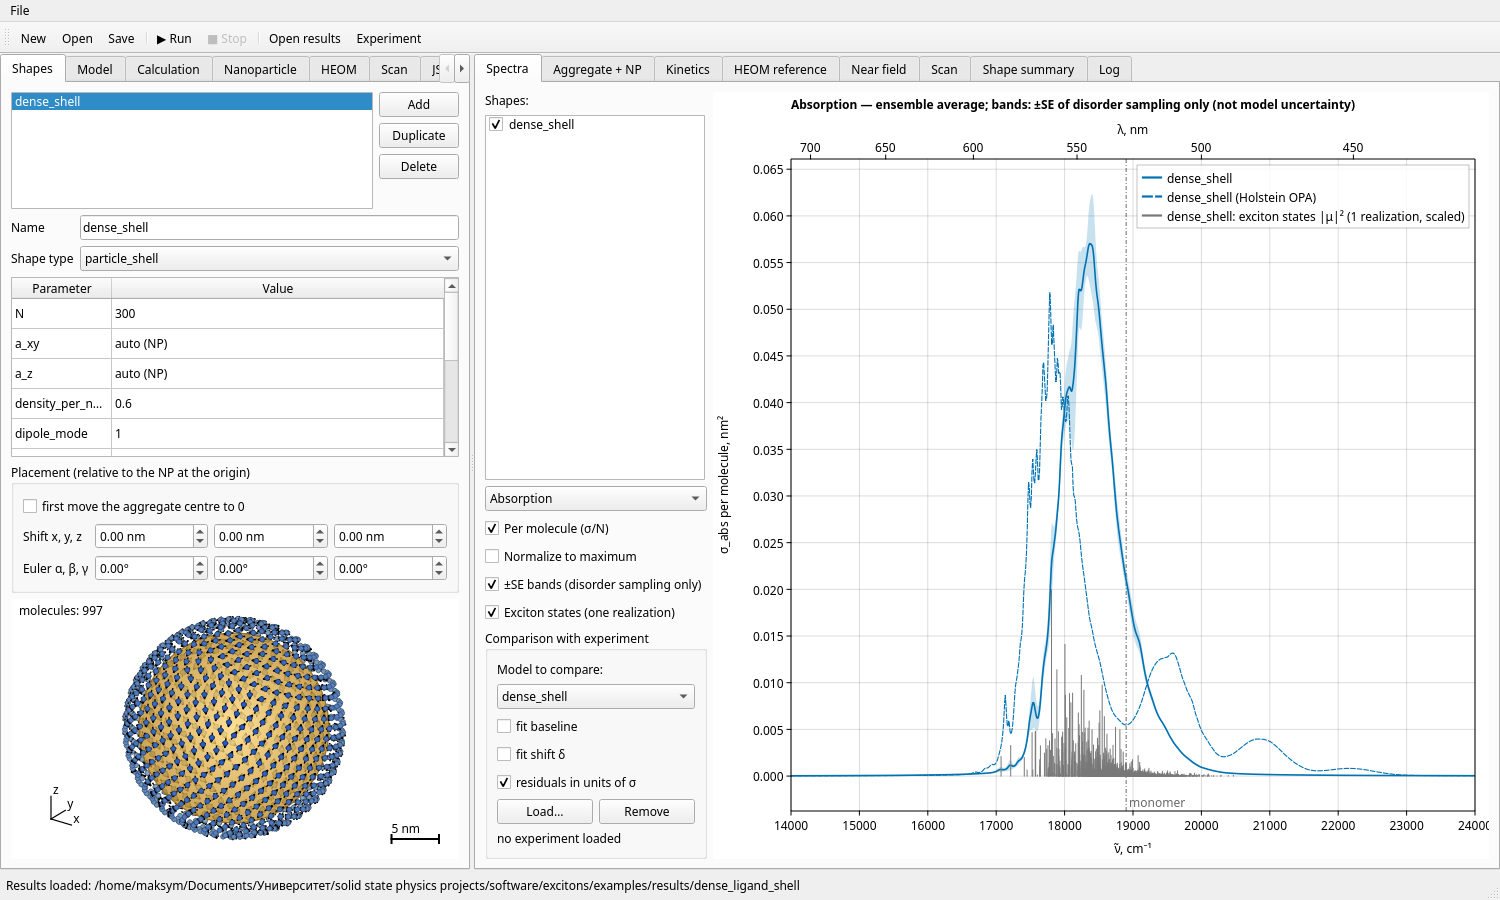 File
New Open Save ▶ Run ■ Stop Open results Experiment
Shapes Model Calculation Nanoparticle HEOM Scan
Spectra Aggregate + NP Kinetics HEOM reference Near field Scan Shape summary Log
dense_shell
Add
Duplicate
Delete
Name dense_shell
Shape type particle_shell
Parameter Value
N 300
a_xy auto (NP)
a_z auto (NP)
density_per_n... 0.6
dipole_mode 1
Placement (relative to the NP at the origin)
first move the aggregate centre to 0
Shift x, y, z 0.00 nm 0.00 nm 0.00 nm
Euler α, β, γ 0.00° 0.00° 0.00°
molecules: 997
z
y
x
5 nm
Shapes:
dense_shell
Absorption
Per molecule (σ/N)
Normalize to maximum
±SE bands (disorder sampling only)
Exciton states (one realization)
Comparison with experiment
Model to compare:
dense_shell
fit baseline
fit shift δ
residuals in units of σ
Load... Remove
no experiment loaded
Absorption — ensemble average; bands: ±SE of disorder sampling only (not model uncertainty)
λ, nm
700 650 600 550 500 450
dense_shell
dense_shell (Holstein OPA)
dense_shell: exciton states |μ|² (1 realization, scaled)
σ_abs per molecule, nm²
0.065
0.060
0.055
0.050
0.045
0.040
0.035
0.030
0.025
0.020
0.015
0.010
0.005
0.000
monomer
14000 15000 16000 17000 18000 19000 20000 21000 22000 23000 24000
ν̃, cm⁻¹
Results loaded: /home/maksym/Documents/Университет/solid state physics projects/software/excitons/examples/results/dense_ligand_shell